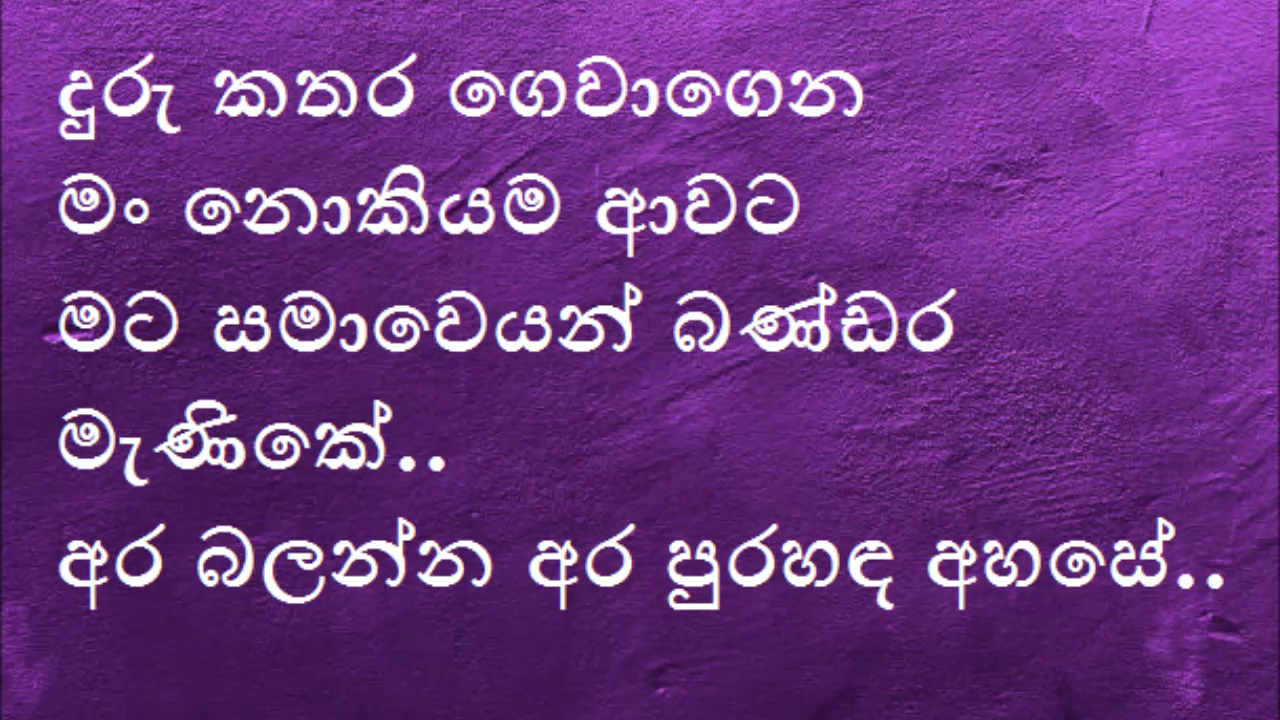 දුරු කතර ගෙවාගෙන
මං නොකියම ආවට
මට සමාවෙයන් බණ්ඩර
මැණිකේ..
අර බලන්න අර පුරහඳ අහසේ..